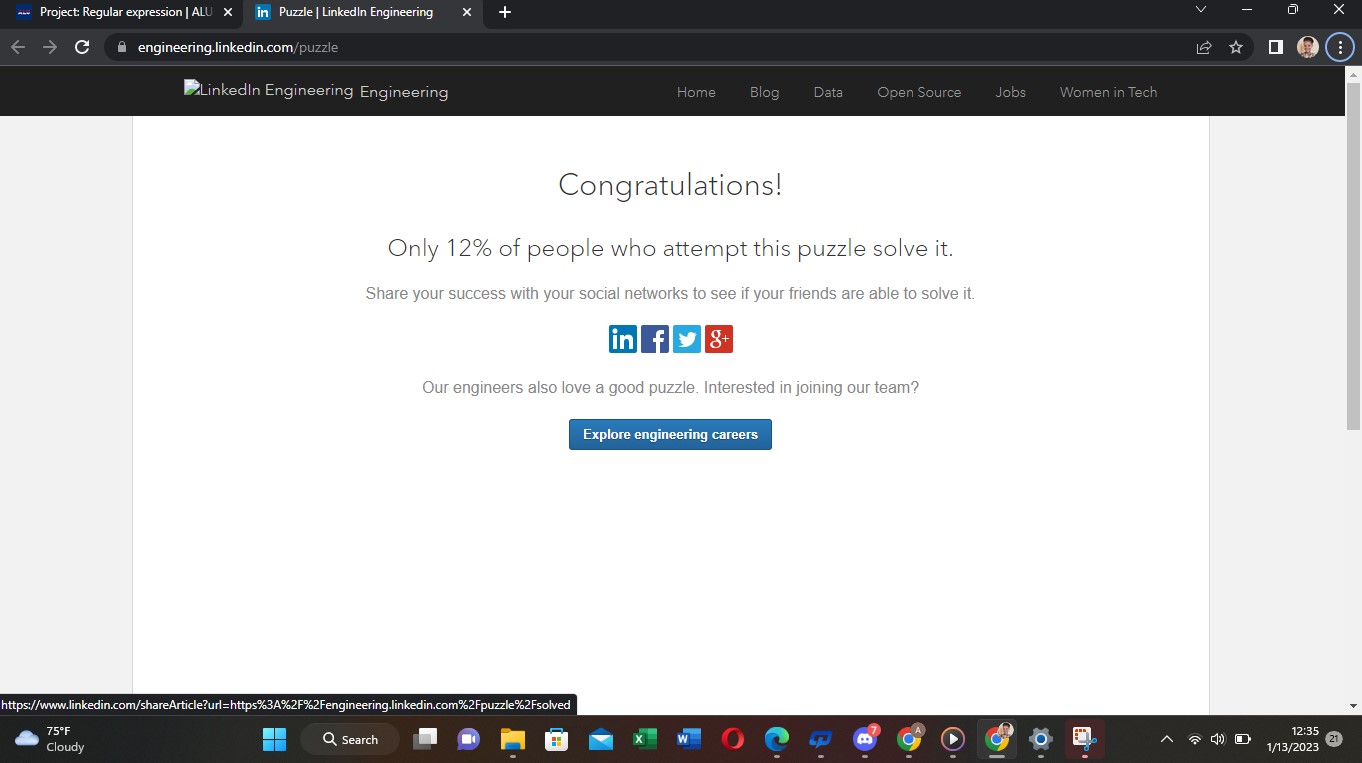 Project: Regular expression | ALU
Puzzle | LinkedIn Engineering
engineering.linkedin.com/puzzle
LinkedIn Engineering Engineering
Home Blog Data Open Source Jobs Women in Tech
Congratulations!
Only 12% of people who attempt this puzzle solve it.
Share your success with your social networks to see if your friends are able to solve it.
in f g+
Our engineers also love a good puzzle. Interested in joining our team?
Explore engineering careers
https://www.linkedin.com/shareArticle?url=https%3A%2F%2Fengineering.linkedin.com%2Fpuzzle%2Fsolved
75°F
Cloudy
Search
7
A
12:35
1/13/2023
21